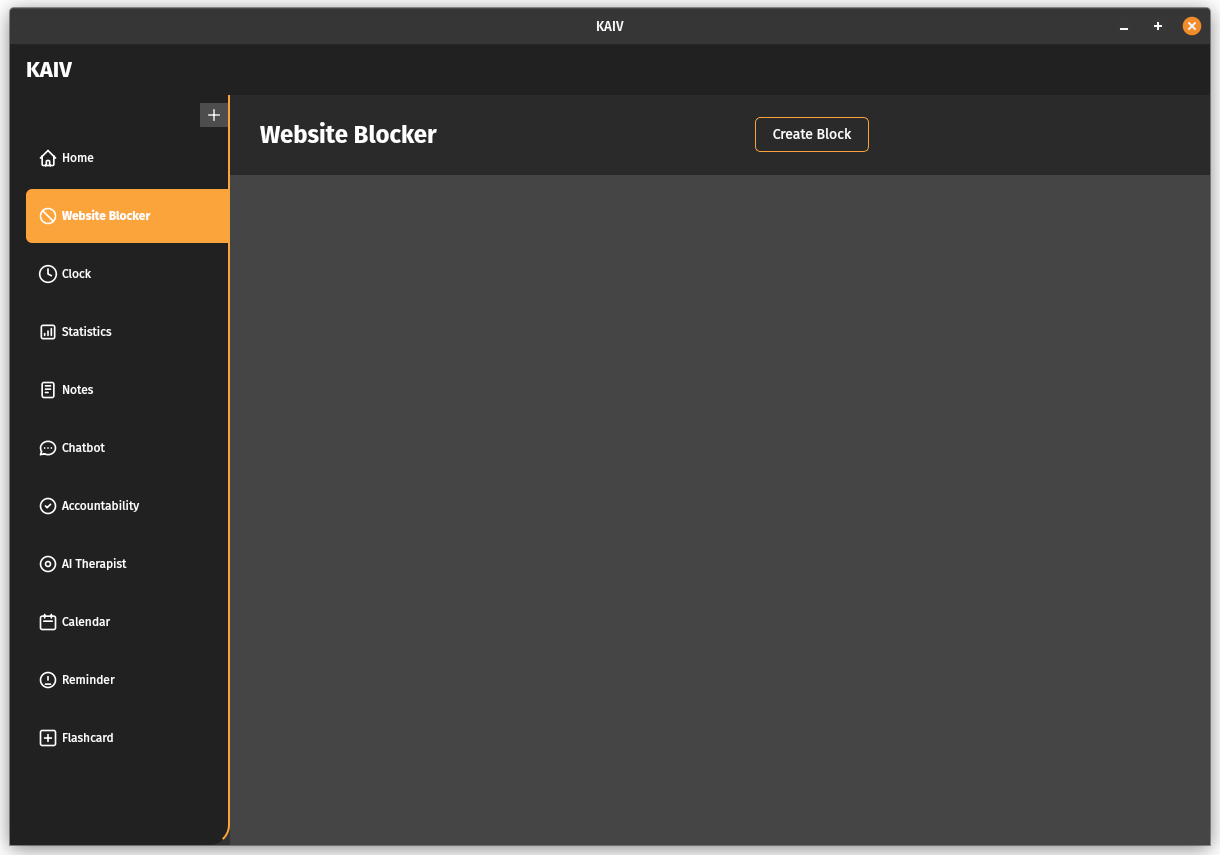 KAIV
KAIV
Website Blocker
Create Block
Home
Website Blocker
Clock
Statistics
Notes
Chatbot
Accountability
AI Therapist
Calendar
Reminder
Flashcard